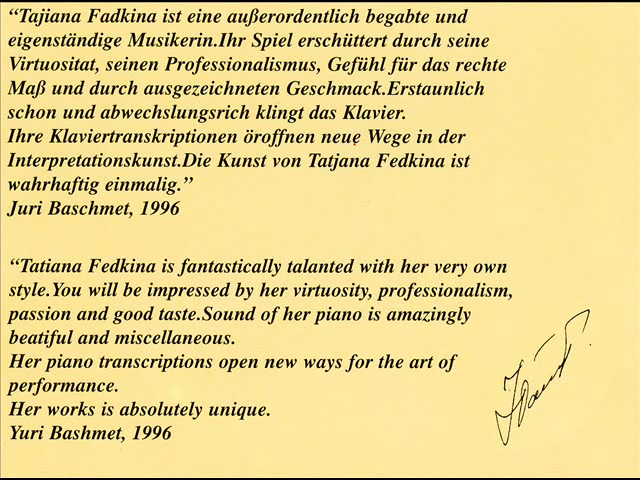 “Tajiana Fadkina ist eine außerordentlich begabte und
eigenständige Musikerin.Ihr Spiel erschüttert durch seine
Virtuositat, seinen Professionalismus, Gefühl für das rechte
Maß und durch ausgezeichneten Geschmack.Erstaunlich
schon und abwechslungsrich klingt das Klavier.
Ihre Klaviertranskriptionen öroffnen neue Wege in der
Interpretationskunst.Die Kunst von Tatjana Fedkina ist
wahrhaftig einmalig.”
Juri Baschmet, 1996
“Tatiana Fedkina is fantastically talanted with her very own
style.You will be impressed by her virtuosity, professionalism,
passion and good taste.Sound of her piano is amazingly
beatiful and miscellaneous.
Her piano transcriptions open new ways for the art of
performance.
Her works is absolutely unique.
Yuri Bashmet, 1996